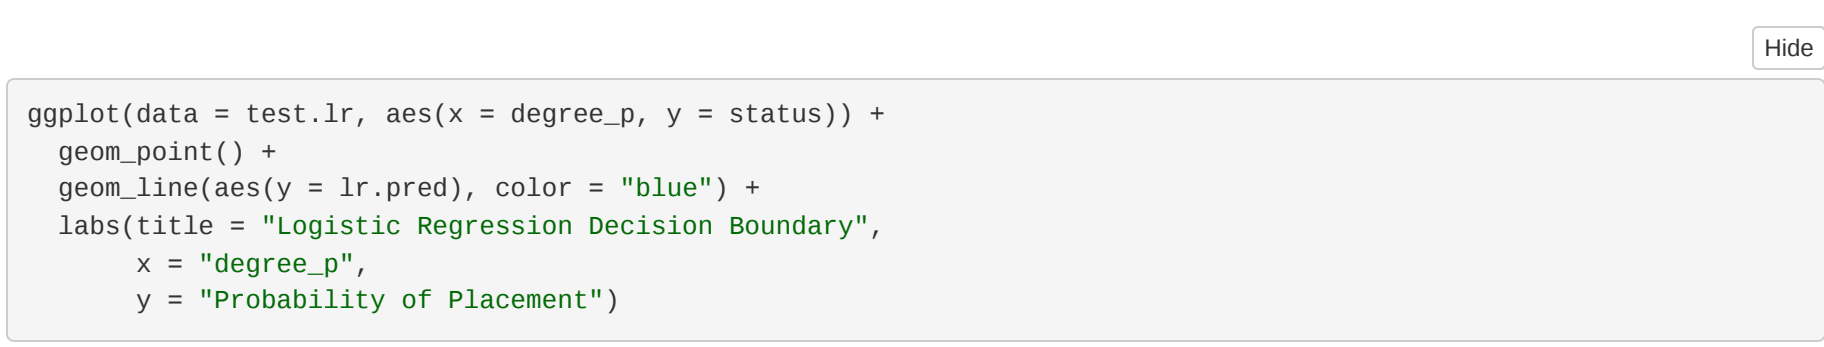 Hide
ggplot(data = test.lr, aes(x = degree_p, y = status)) +
  geom_point() +
  geom_line(aes(y = lr.pred), color = "blue") +
  labs(title = "Logistic Regression Decision Boundary",
       x = "degree_p",
       y = "Probability of Placement")